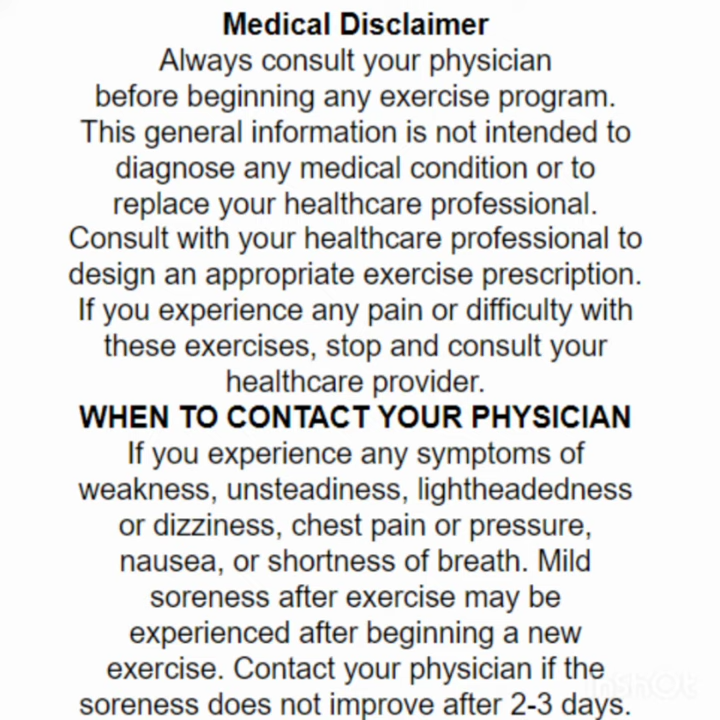 Medical Disclaimer
Always consult your physician
before beginning any exercise program.
This general information is not intended to
diagnose any medical condition or to
replace your healthcare professional.
Consult with your healthcare professional to
design an appropriate exercise prescription.
If you experience any pain or difficulty with
these exercises, stop and consult your
healthcare provider.
WHEN TO CONTACT YOUR PHYSICIAN
If you experience any symptoms of
weakness, unsteadiness, lightheadedness
or dizziness, chest pain or pressure,
nausea, or shortness of breath. Mild
soreness after exercise may be
experienced after beginning a new
exercise. Contact your physician if the
InShOt
soreness does not improve after 2-3 days.